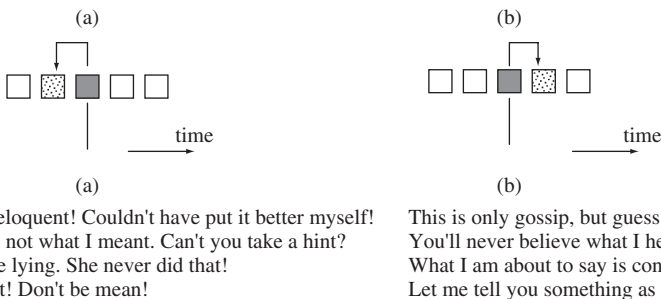 (a)
time
(a)
eloquent! Couldn't have put it better myself!
not what I meant. Can't you take a hint?
lying. She never did that!
Don't be mean!
(b)
time
(b)
This is only gossip, but guess
You'll never believe what I
What I am about to say is
Let me tell you something as